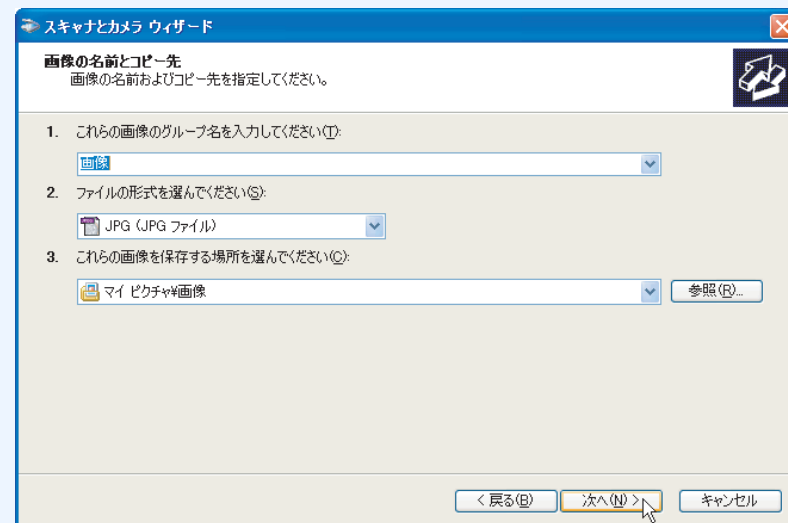 スキャナとカメラ ウィザード
画像の名前とコピー先
画像の名前およびコピー先を指定してください。
1. これらの画像のグループ名を入力してください(T):
画像
2. ファイルの形式を選んでください(S):
JPG (JPG ファイル)
3. これらの画像を保存する場所を選んでください(C):
マイ ピクチャ¥画像
参照(R)...
< 戻る(B)
次へ(N) >
キャンセル